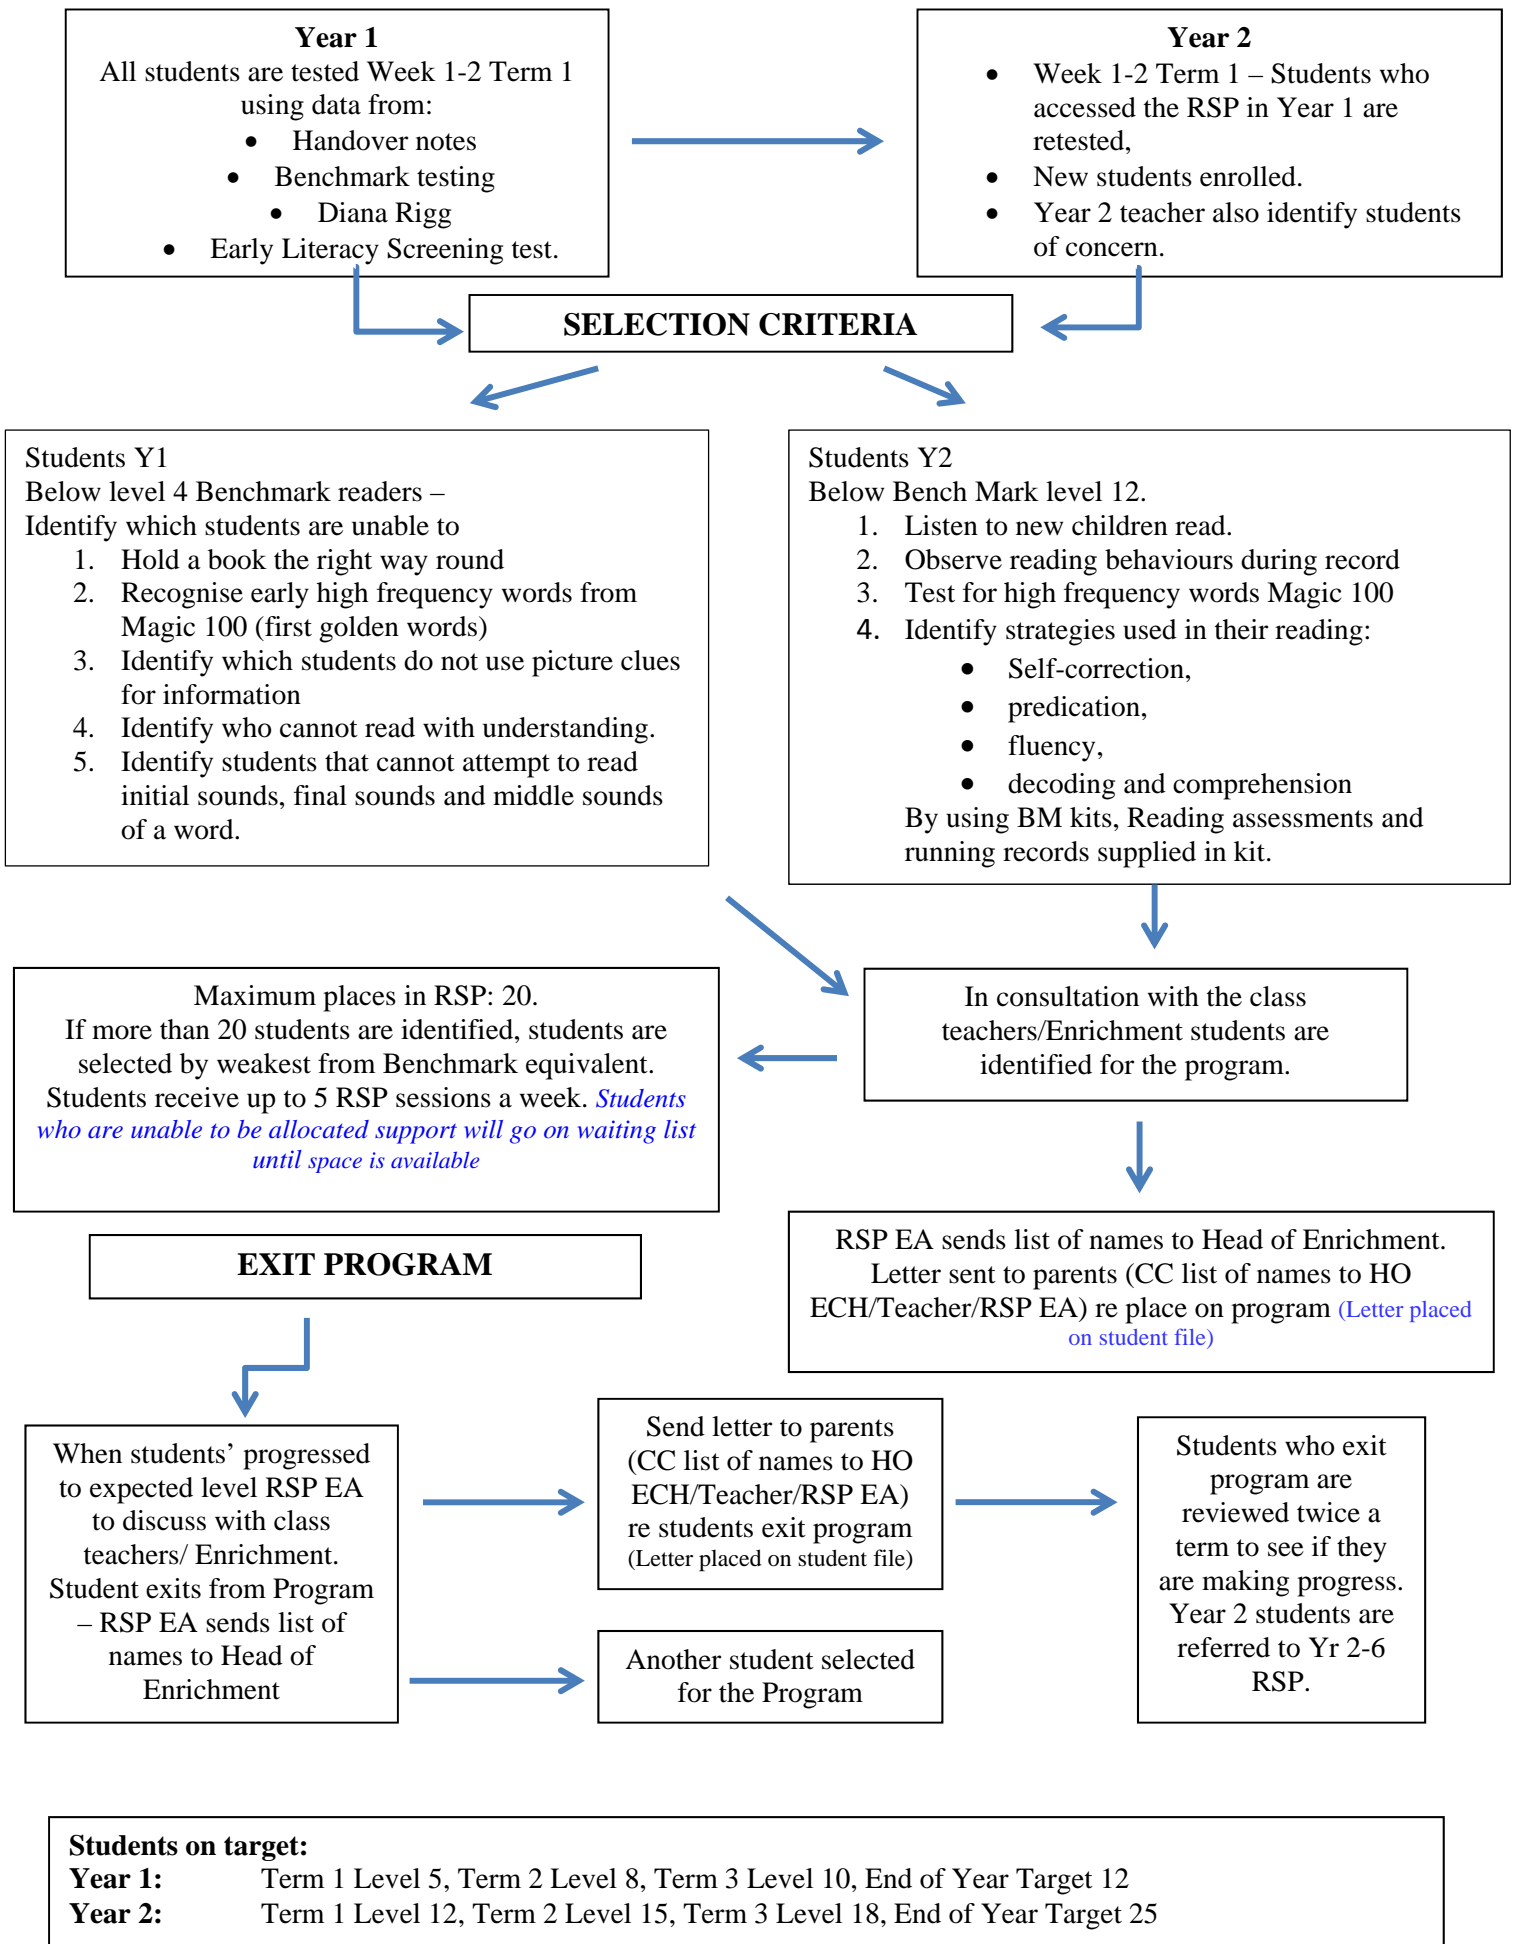 Year 1
All students are tested Week 1-2 Term 1
using data from:
• Handover notes
• Benchmark testing
• Diana Rigg
• Early Literacy Screening test.
Year 2
• Week 1-2 Term 1 – Students who
accessed the RSP in Year 1 are
retested,
• New students enrolled.
• Year 2 teacher also identify students
of concern.
SELECTION CRITERIA
Students Y1
Below level 4 Benchmark readers –
Identify which students are unable to
1. Hold a book the right way round
2. Recognise early high frequency words from
Magic 100 (first golden words)
3. Identify which students do not use picture clues
for information
4. Identify who cannot read with understanding.
5. Identify students that cannot attempt to read
initial sounds, final sounds and middle sounds
of a word.
Students Y2
Below Bench Mark level 12.
1. Listen to new children read.
2. Observe reading behaviours during record
3. Test for high frequency words Magic 100
4. Identify strategies used in their reading:
• Self-correction,
• predication,
• fluency,
• decoding and comprehension
By using BM kits, Reading assessments and
running records supplied in kit.
Maximum places in RSP: 20.
If more than 20 students are identified, students are
selected by weakest from Benchmark equivalent.
Students receive up to 5 RSP sessions a week. Students
who are unable to be allocated support will go on waiting list
until space is available
In consultation with the class
teachers/Enrichment students are
identified for the program.
RSP EA sends list of names to Head of Enrichment.
Letter sent to parents (CC list of names to HO
ECH/Teacher/RSP EA) re place on program (Letter placed
on student file)
EXIT PROGRAM
When students’ progressed
to expected level RSP EA
to discuss with class
teachers/ Enrichment.
Student exits from Program
– RSP EA sends list of
names to Head of
Enrichment
Send letter to parents
(CC list of names to HO
ECH/Teacher/RSP EA)
re students exit program
(Letter placed on student file)
Another student selected
for the Program
Students who exit
program are
reviewed twice a
term to see if they
are making progress.
Year 2 students are
referred to Yr 2-6
RSP.
Students on target:
Year 1: Term 1 Level 5, Term 2 Level 8, Term 3 Level 10, End of Year Target 12
Year 2: Term 1 Level 12, Term 2 Level 15, Term 3 Level 18, End of Year Target 25